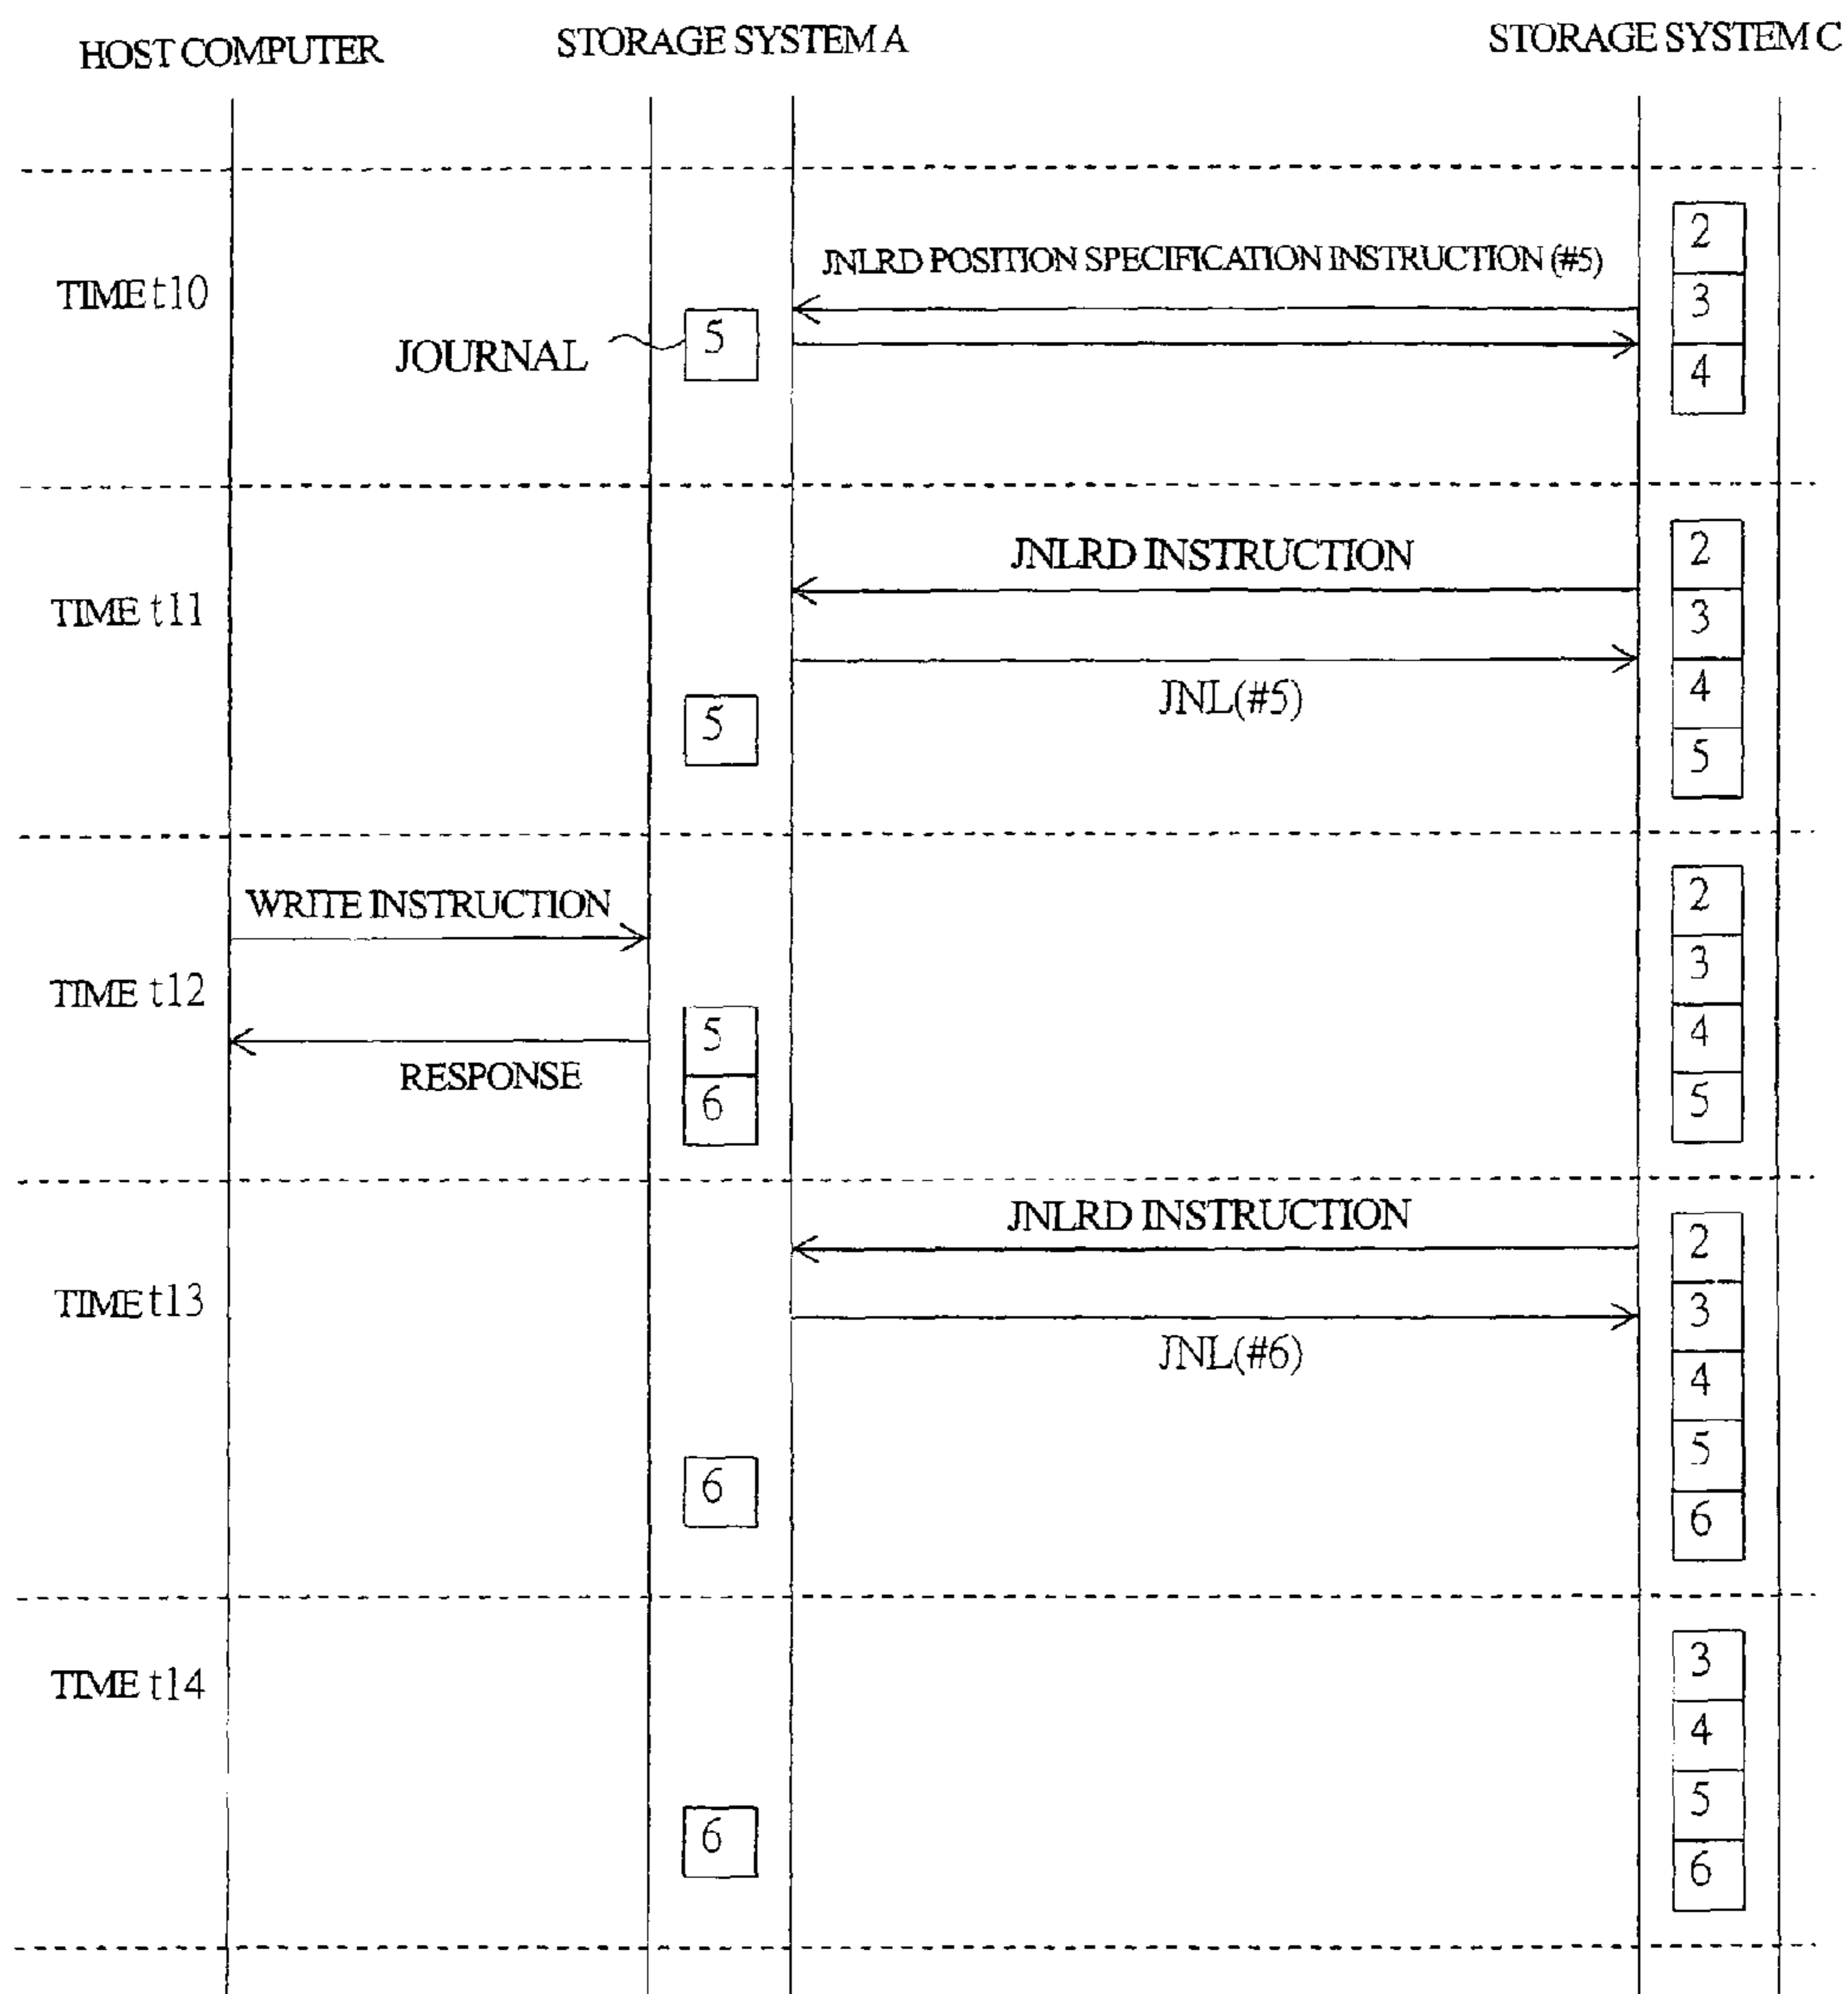 HOST COMPUTER
STORAGE SYSTEM A
STORAGE SYSTEM C
TIME t10
JOURNAL
5
JNLRD POSITION SPECIFICATION INSTRUCTION (#5)
2
3
4
TIME t11
5
JNLRD INSTRUCTION
JNL(#5)
2
3
4
5
TIME t12
WRITE INSTRUCTION
RESPONSE
5
6
2
3
4
5
TIME t13
6
JNLRD INSTRUCTION
JNL(#6)
2
3
4
5
6
TIME t14
6
3
4
5
6